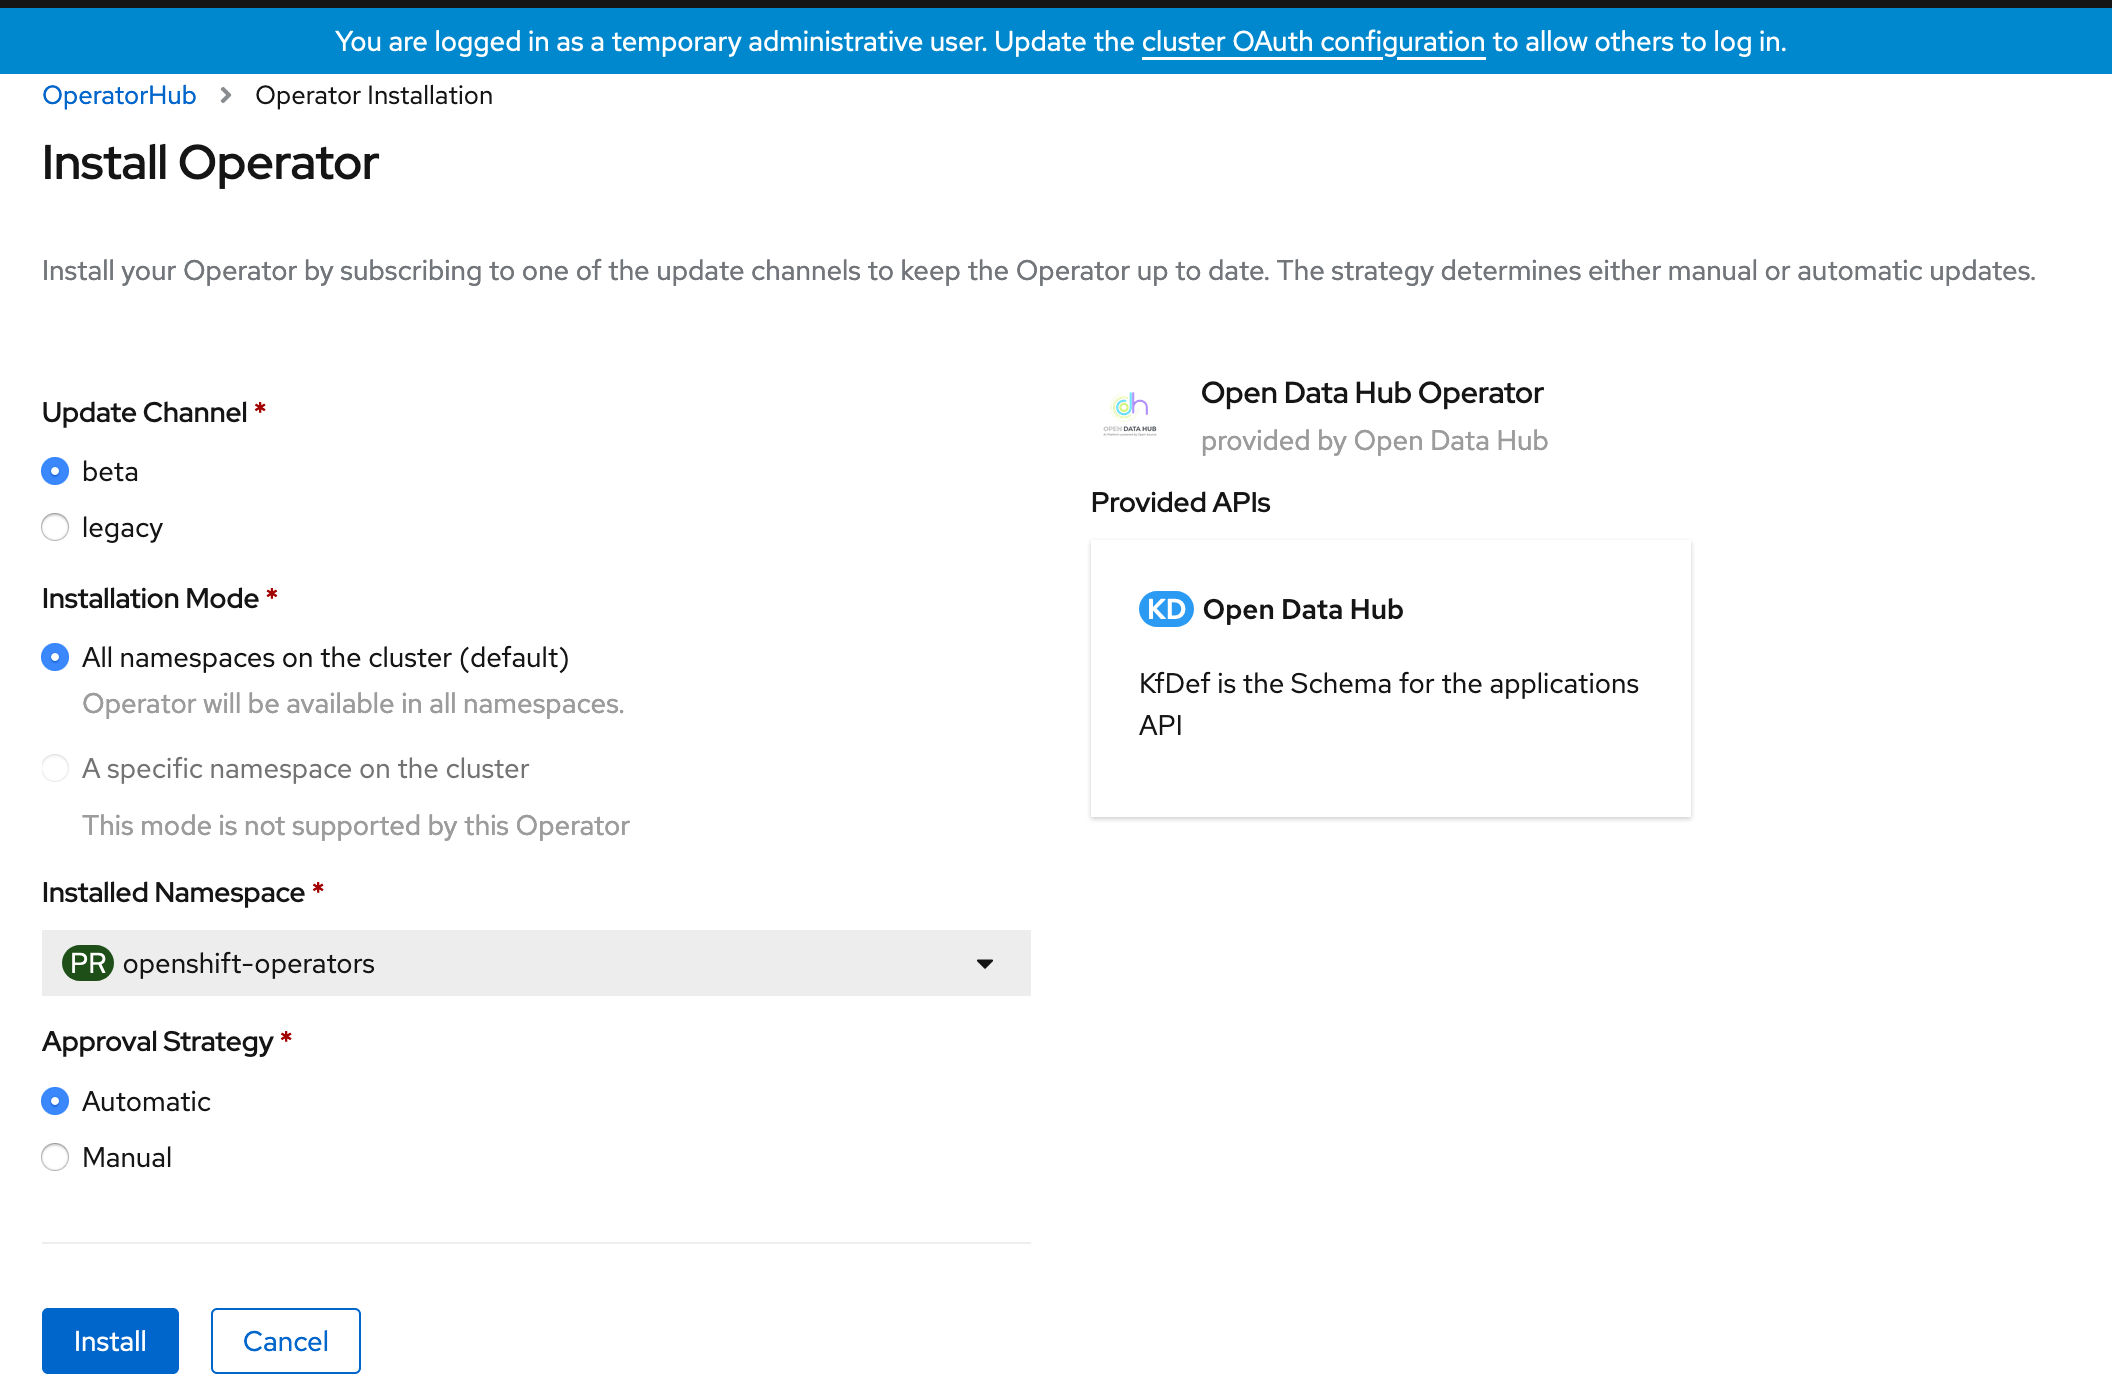 You are logged in as a temporary administrative user. Update the cluster OAuth configuration to allow others to log in.
OperatorHub > Operator Installation
Install Operator
Install your Operator by subscribing to one of the update channels to keep the Operator up to date. The strategy determines either manual or automatic updates.
Update Channel *
beta
legacy
Installation Mode *
All namespaces on the cluster (default)
Operator will be available in all namespaces.
A specific namespace on the cluster
This mode is not supported by this Operator
Installed Namespace *
PR openshift-operators
Approval Strategy *
Automatic
Manual
Install Cancel
dh
OPEN DATA HUB
Open Data Hub Operator
provided by Open Data Hub
Provided APIs
KD Open Data Hub
KfDef is the Schema for the applications
API